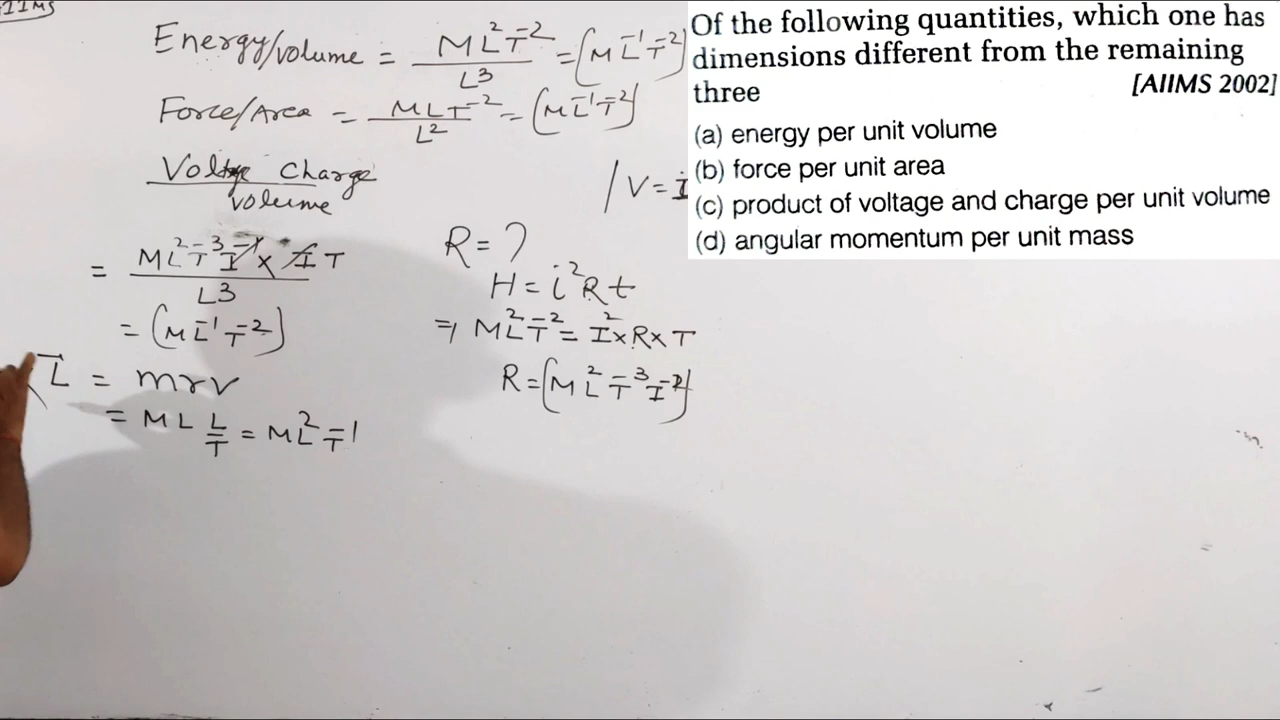 AIIMS
Energy/volume = ML²T⁻² / L³ = (ML⁻¹T⁻²)
Force/Area = MLT⁻² / L² = (ML⁻¹T⁻²)
Voltage Charge / volume
/ V = i
= ML²T⁻³I⁻¹ × IT / L³
= (ML⁻¹T⁻²)
L = mrv
= ML L/T = ML²T⁻¹
R = ?
H = i²Rt
⇒ ML²T⁻² = I² × R × T
R = (ML²T⁻³I⁻²)
Of the following quantities, which one has
dimensions different from the remaining
three [AIIMS 2002]
(a) energy per unit volume
(b) force per unit area
(c) product of voltage and charge per unit volume
(d) angular momentum per unit mass